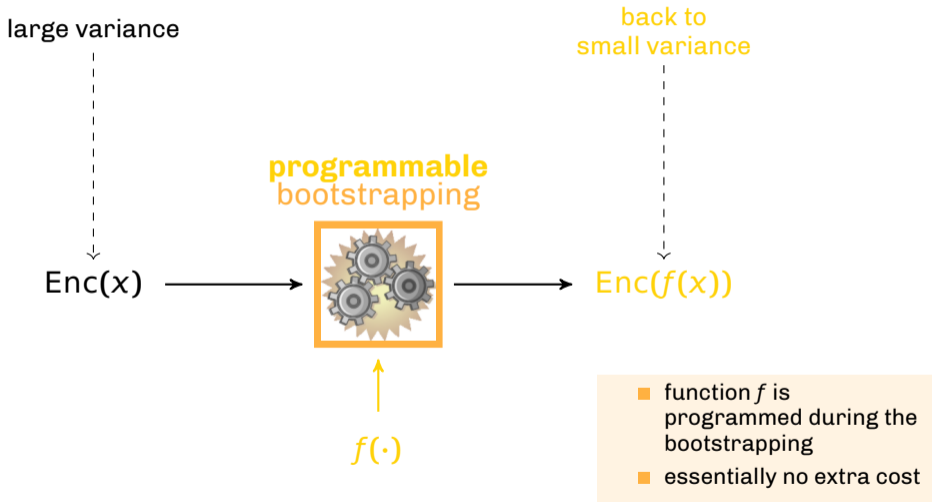 large variance
back to
small variance
programmable
bootstrapping
Enc(x)
Enc(f(x))
f(·)
■ function f is
programmed during the
bootstrapping
■ essentially no extra cost